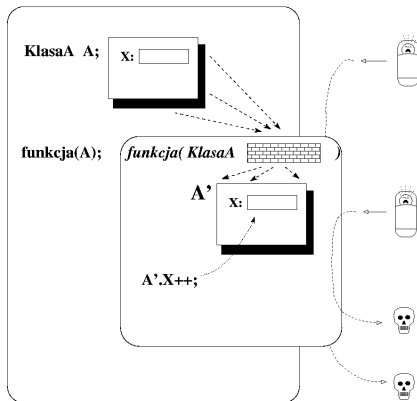 KlasaA A;
X:
funkcja(A); funkcja( KlasaA )
A'
X:
A'.X++;